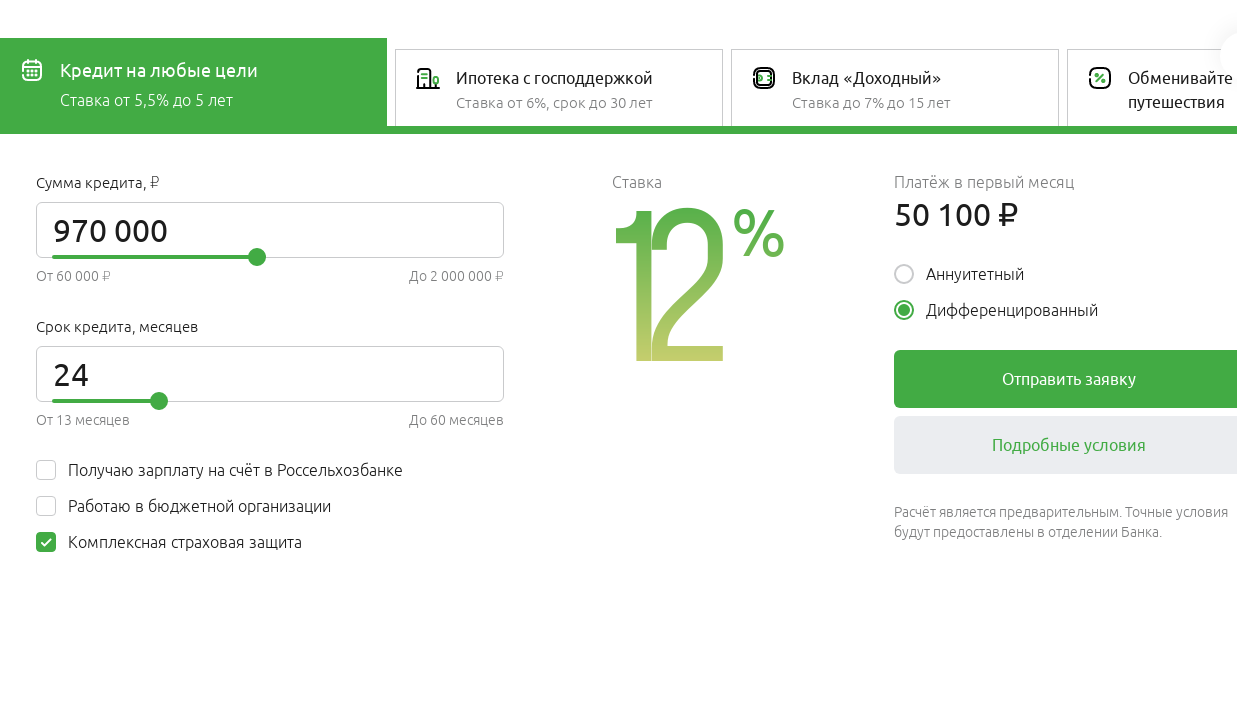 Кредит на любые цели
Ставка от 5,5% до 5 лет
Ипотека с господдержкой
Ставка от 6%, срок до 30 лет
Вклад «Доходный»
Ставка до 7% до 15 лет
Обменивайте
путешествия
Сумма кредита, ₽
970 000
От 60 000 ₽
До 2 000 000 ₽
Срок кредита, месяцев
24
От 13 месяцев
До 60 месяцев
Получаю зарплату на счёт в Россельхозбанке
Работаю в бюджетной организации
Комплексная страховая защита
Ставка
12%
Платёж в первый месяц
50 100 ₽
Аннуитетный
Дифференцированный
Отправить заявку
Подробные условия
Расчёт является предварительным. Точные условия
будут предоставлены в отделении Банка.